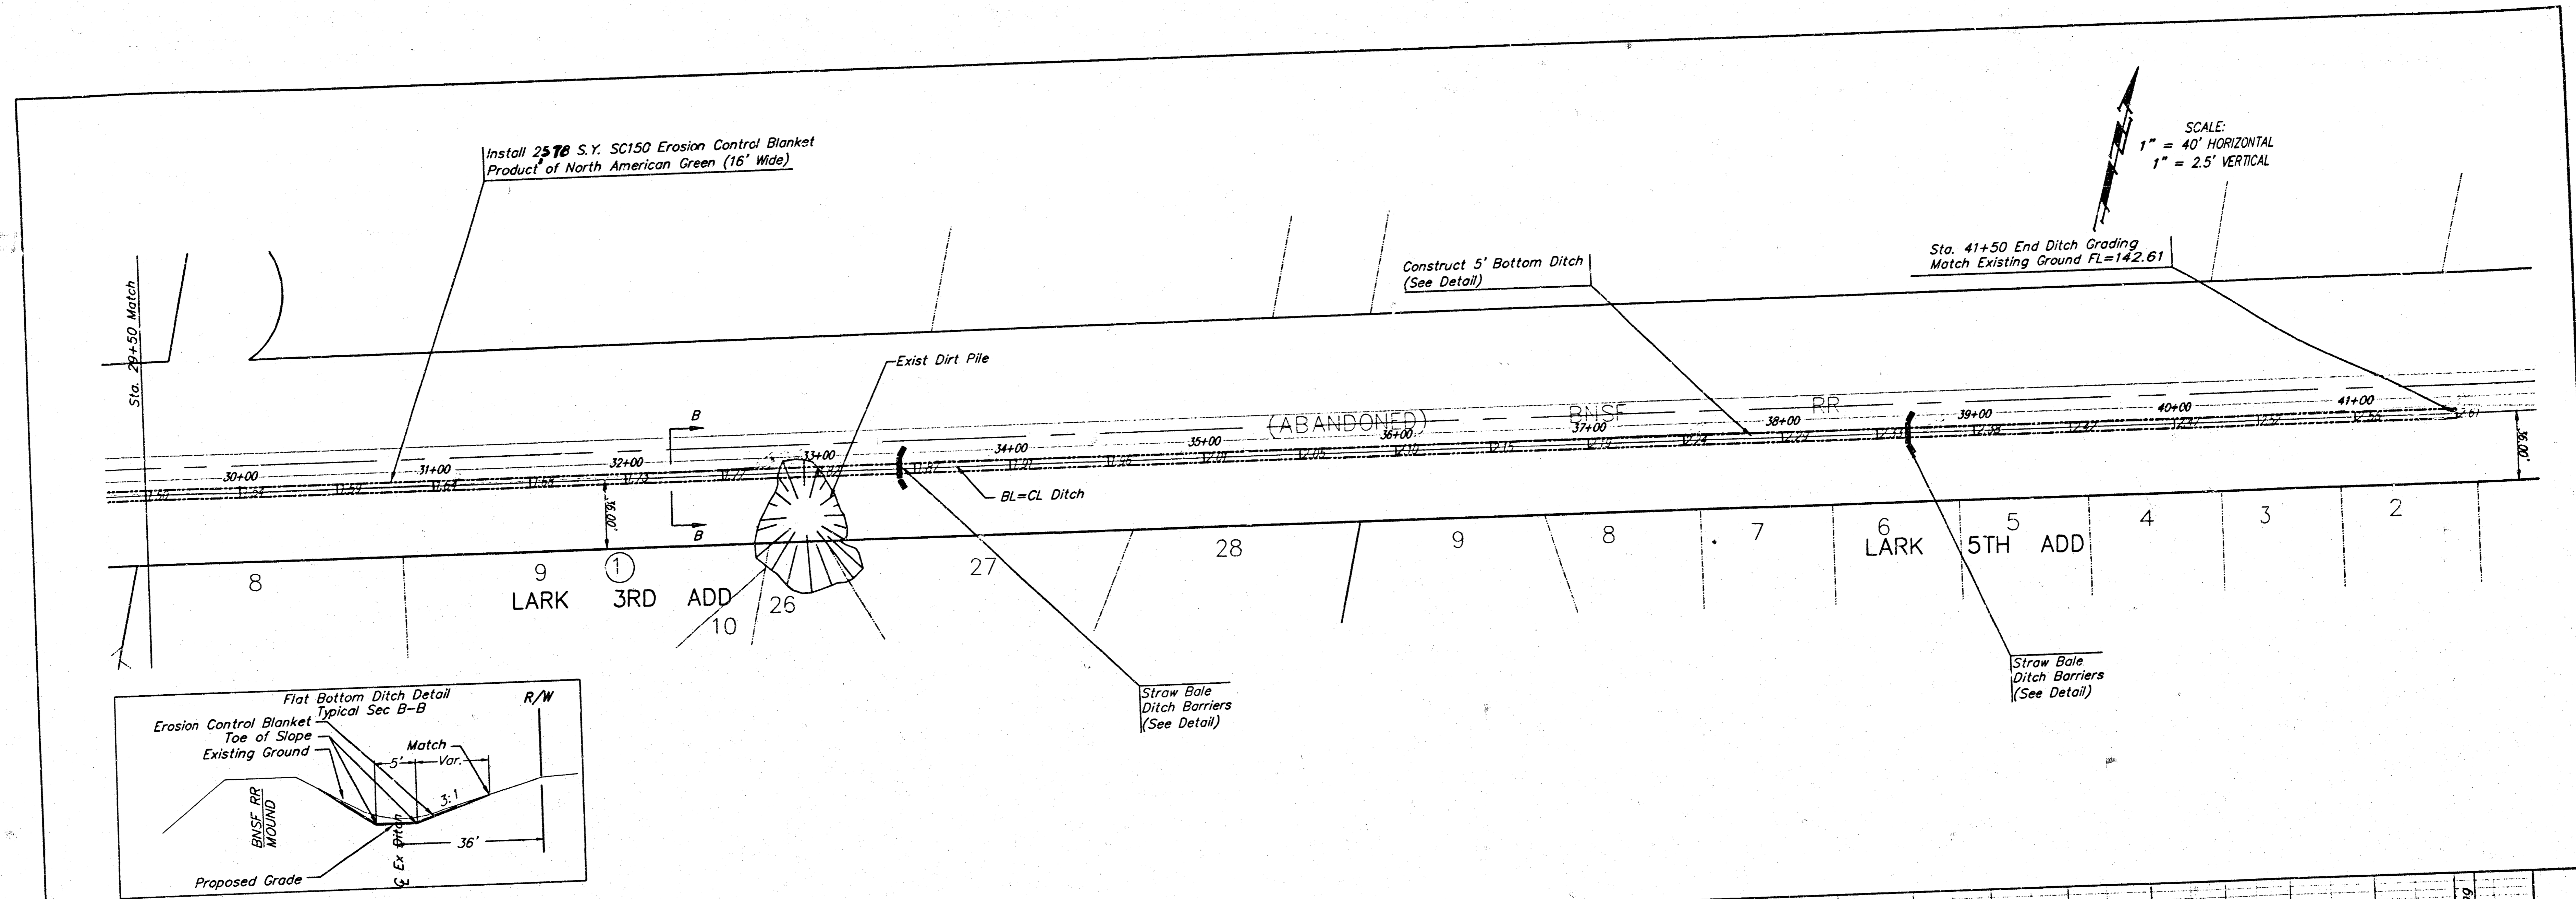 Install 2578 S.Y. SC150 Erosion Control Blanket
Product of North American Green (16' Wide)
SCALE:
1" = 40' HORIZONTAL
1" = 2.5' VERTICAL
Sta. 29+50 Match
Construct 5' Bottom Ditch
(See Detail)
Sta. 41+50 End Ditch Grading
Match Existing Ground FL=142.61
Exist Dirt Pile
(ABANDONED) BNSF RR
30+00 31+00 32+00 33+00 34+00 35+00 36+00 37+00 38+00 39+00 40+00 41+00
B
B
BL=CL Ditch
36.00'
36.00'
8 9 1 10 26 27 28 9 8 7 6 5 4 3 2
LARK 3RD ADD
LARK 5TH ADD
Straw Bale
Ditch Barriers
(See Detail)
Straw Bale
Ditch Barriers
(See Detail)
Flat Bottom Ditch Detail
Typical Sec B-B
R/W
Erosion Control Blanket
Toe of Slope
Existing Ground
Match
5'
Var.
3:1
BNSF RR
MOUND
36'
Ex Ditch
Proposed Grade